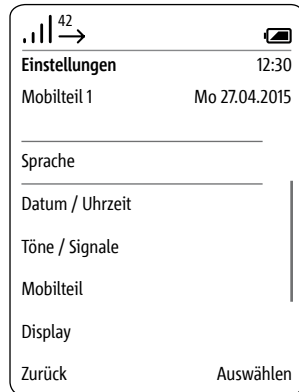 42
Einstellungen 12:30
Mobilteil 1 Mo 27.04.2015
Sprache
Datum / Uhrzeit
Töne / Signale
Mobilteil
Display
Zurück Auswählen